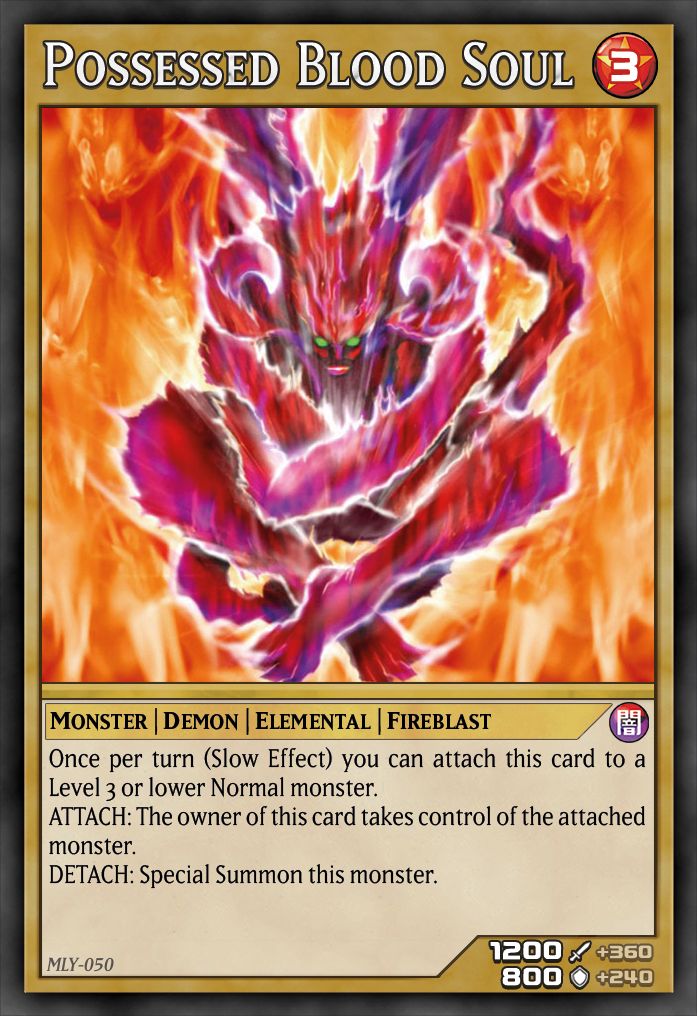 Possessed Blood Soul
3
Monster | Demon | Elemental | Fireblast
闇
Once per turn (Slow Effect) you can attach this card to a
Level 3 or lower Normal monster.
ATTACH: The owner of this card takes control of the attached
monster.
DETACH: Special Summon this monster.
1200 +360
MLY-050
800 +240